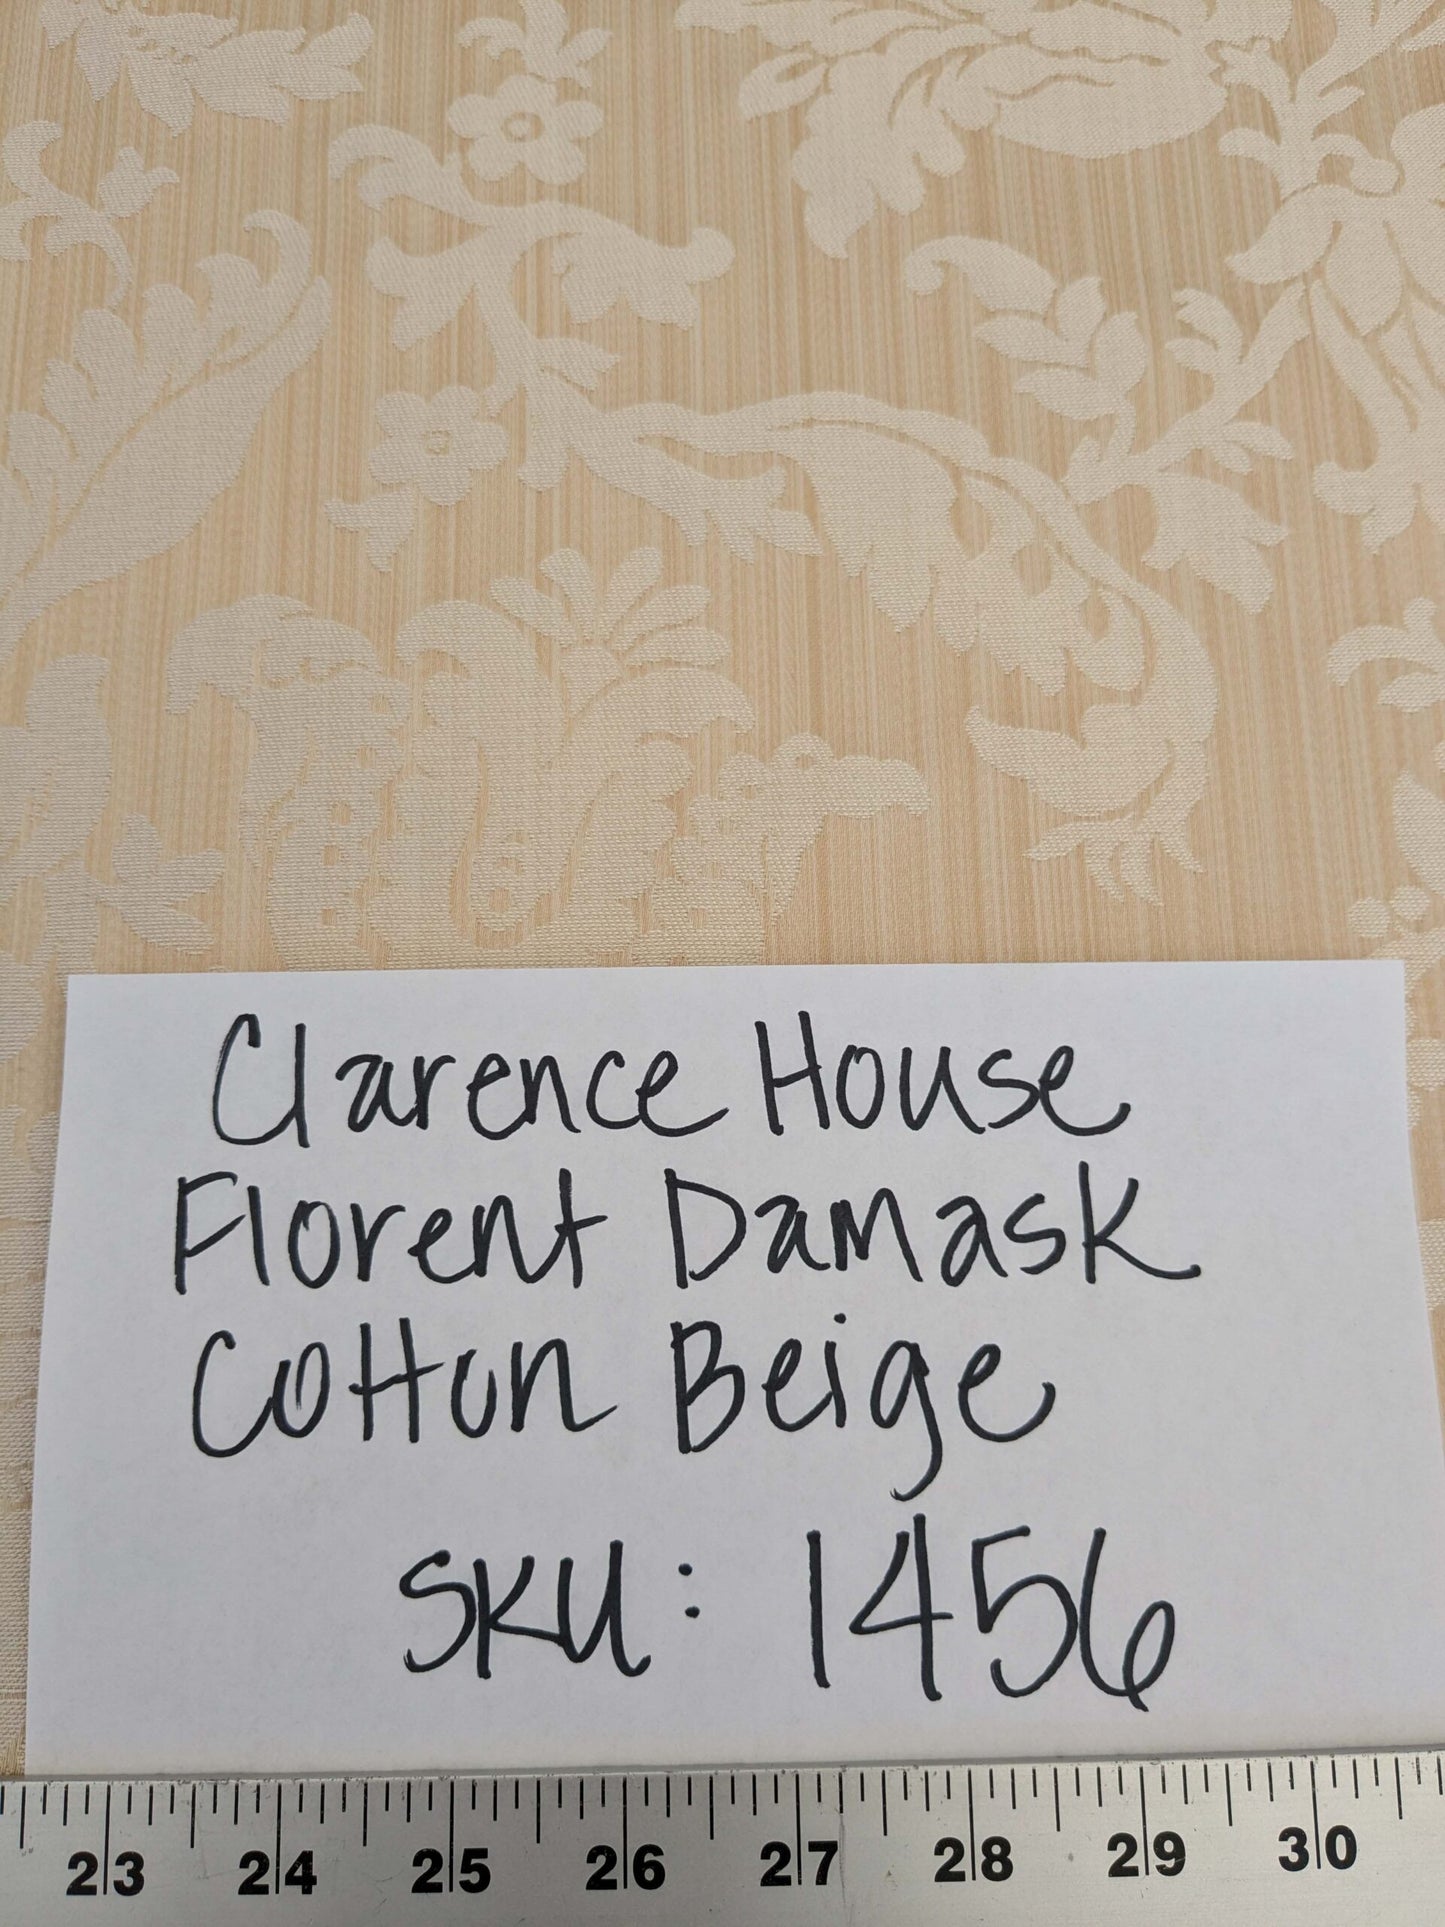 Clarence House
Florent Damask
Cotton Beige
SKU: 1456
23 24 25 26 27 28 29 30